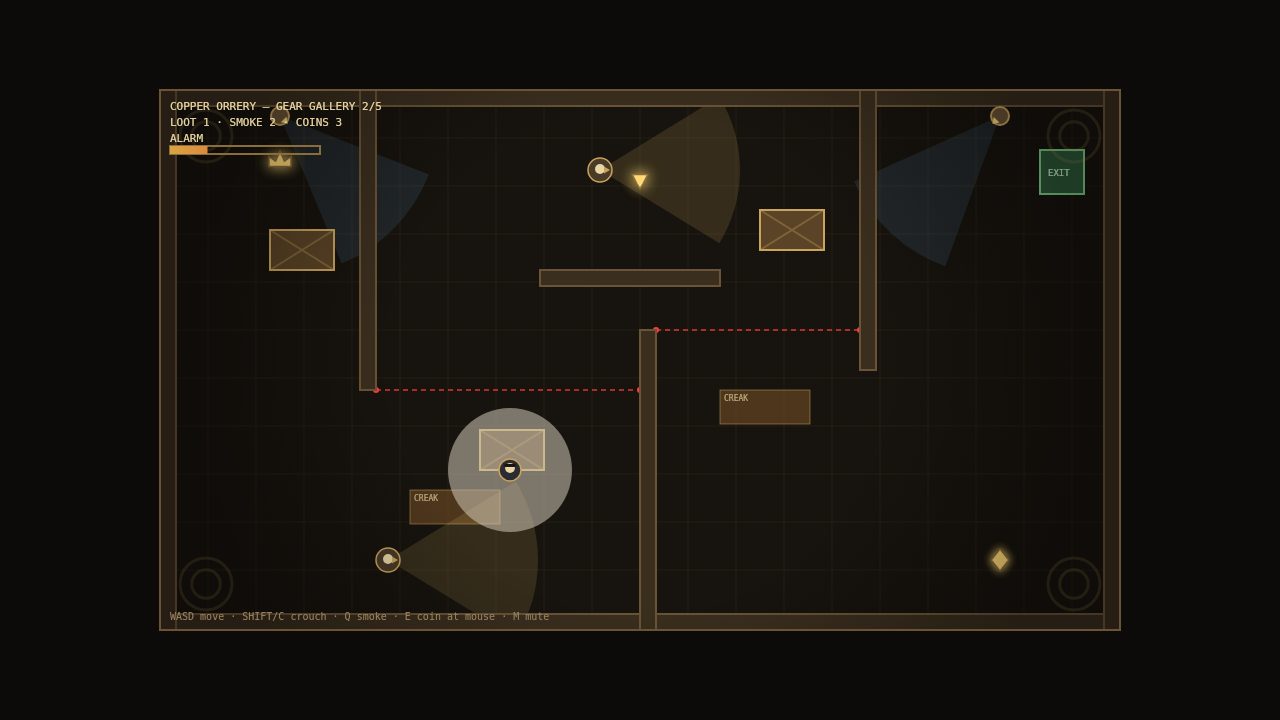 COPPER ORRERY — GEAR GALLERY 2/5
LOOT 1 · SMOKE 2 · COINS 3
ALARM
EXIT
CREAK
CREAK
WASD move · SHIFT/C crouch · Q smoke · E coin at mouse · M mute